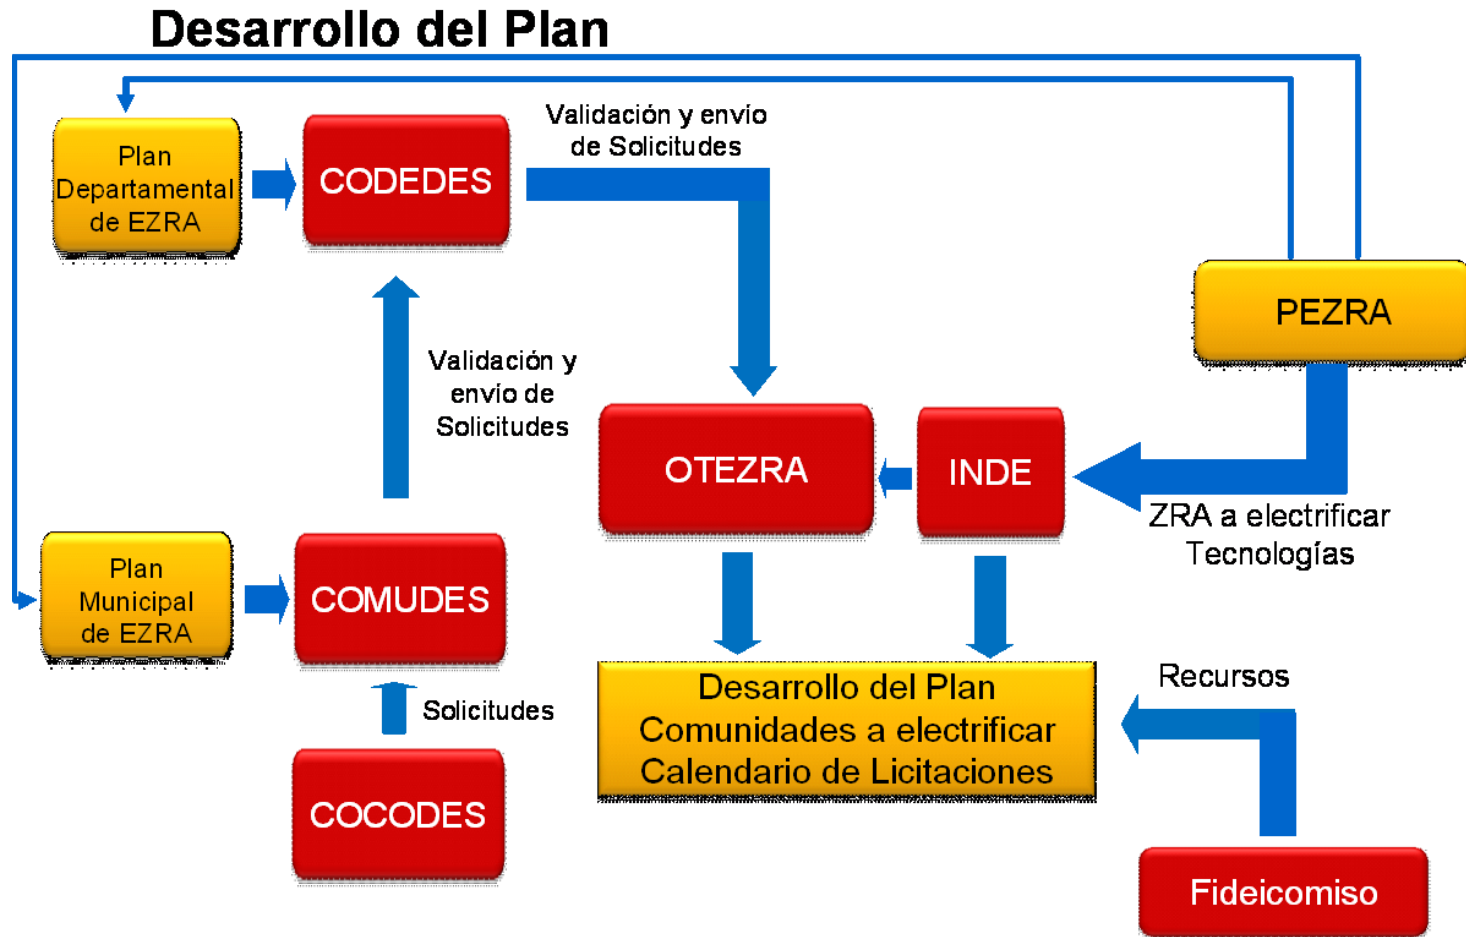 Desarrollo del Plan
Plan
Departamental
de EZRA
CODEDES
Validación y envío
de Solicitudes
PEZRA
Validación y
envío de
Solicitudes
OTEZRA
INDE
ZRA a electrificar
Tecnologías
Plan
Municipal
de EZRA
COMUDES
Solicitudes
COCODES
Desarrollo del Plan
Comunidades a electrificar
Calendario de Licitaciones
Recursos
Fideicomiso